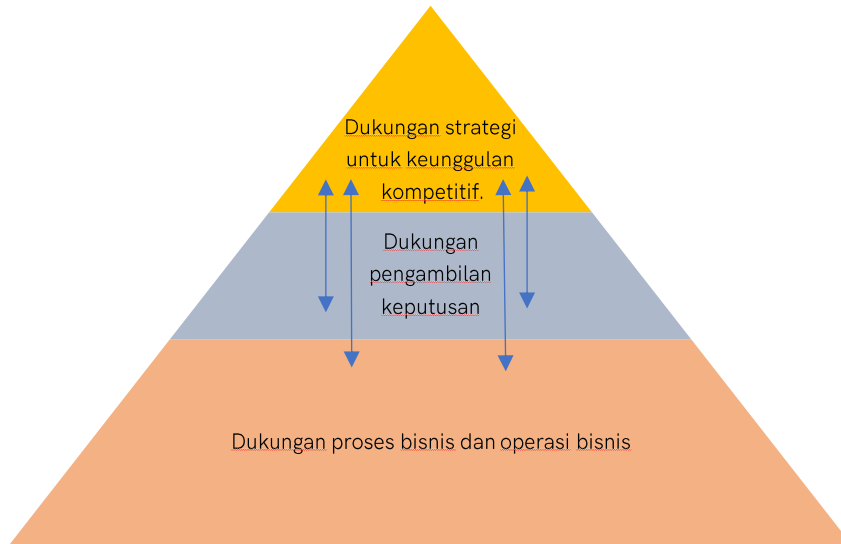 Dukungan strategi
untuk keunggulan
kompetitif.
Dukungan
pengambilan
keputusan
Dukungan proses bisnis dan operasi bisnis